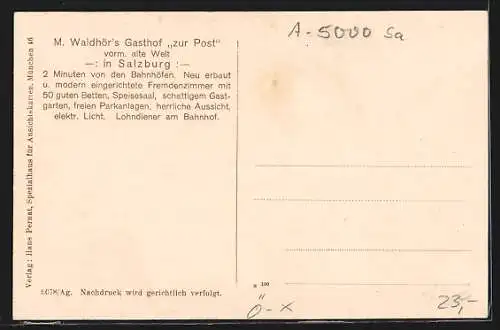 M. Waldhör's Gasthof „zur Post"
vorm. alte Welt
—: in Salzburg :—
2 Minuten von den Bahnhöfen. Neu erbaut
u. modern eingerichtete Fremdenzimmer mit
50 guten Betten, Speisesaal, schattigem Gast-
garten, freien Parkanlagen, herrliche Aussicht,
elektr. Licht. Lohndiener am Bahnhof.
A-5000 Sa
Verlag: Hans Pernat, Spezialhaus für Ansichtskarten, München 46
Nachdruck wird gerichtlich verfolgt.
Ö-X
23,-